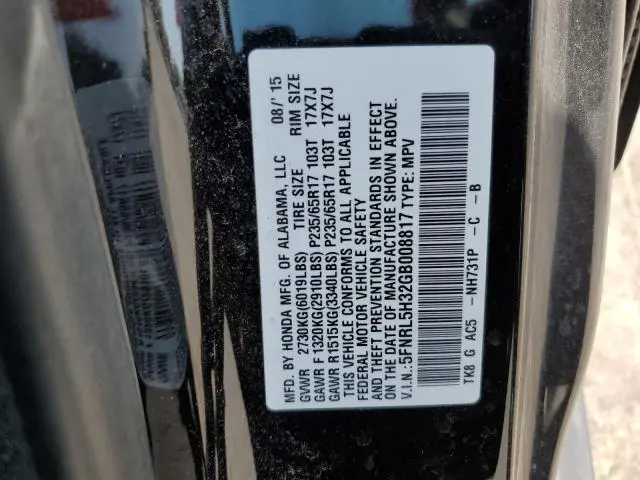 MFD. BY HONDA MFG. OF ALABAMA, LLC 08/'15
GVWR 2730KG(6019LBS) TIRE SIZE RIM SIZE
GAWR F 1320KG(2910LBS) P235/65R17 103T 17X7J
GAWR R1515KG(3340LBS) P235/65R17 103T 17X7J
THIS VEHICLE CONFORMS TO ALL APPLICABLE
FEDERAL MOTOR VEHICLE SAFETY
AND THEFT PREVENTION STANDARDS IN EFFECT
ON THE DATE OF MANUFACTURE SHOWN ABOVE.
V.I.N.:5FNRL5H32GB008817 TYPE: MPV
TK8 G AC5 -NH731P -C -B